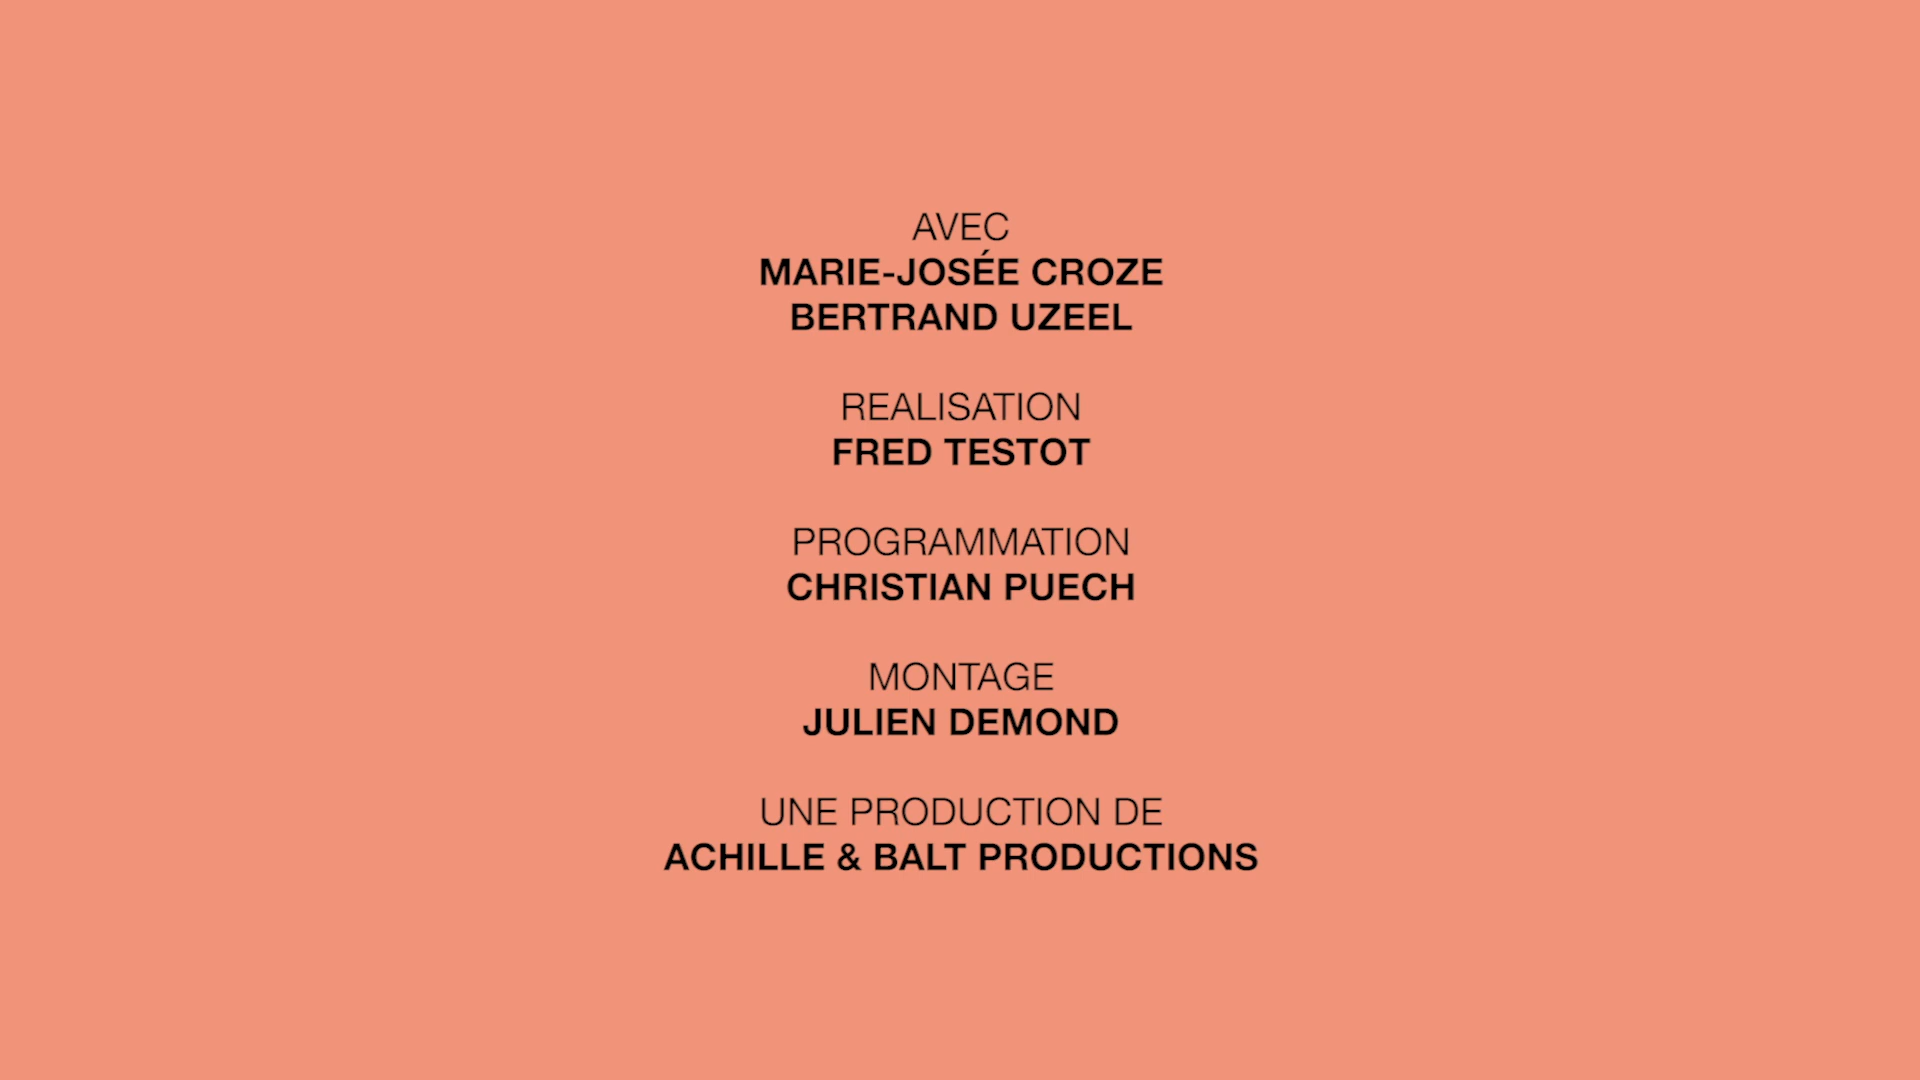 AVEC
MARIE-JOSÉE CROZE
BERTRAND UZEEL
REALISATION
FRED TESTOT
PROGRAMMATION
CHRISTIAN PUECH
MONTAGE
JULIEN DEMOND
UNE PRODUCTION DE
ACHILLE & BALT PRODUCTIONS